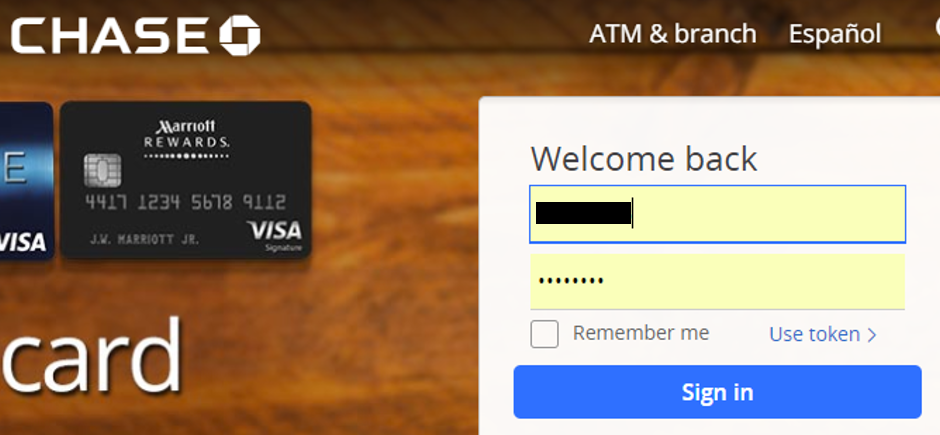 CHASE
ATM & branch Español
Marriott
REWARDS.
E
4417 1234 5678 9112
VISA
J.W. MARRIOTT JR.
VISA
Signature
card
Welcome back
••••••••
Remember me
Use token >
Sign in